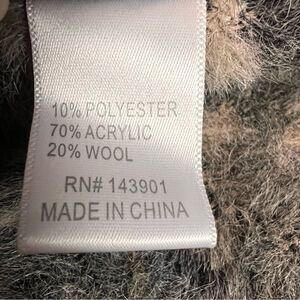 10% POLYESTER
70% ACRYLIC
20% WOOL
RN# 143901
MADE IN CHINA